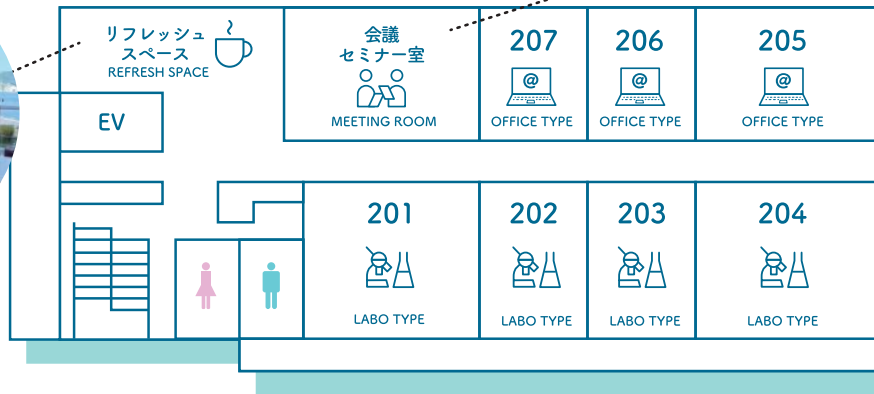 リフレッシュ
スペース
REFRESH SPACE
会議
セミナー室
MEETING ROOM
207
@
OFFICE TYPE
206
@
OFFICE TYPE
205
@
OFFICE TYPE
EV
201
LABO TYPE
202
LABO TYPE
203
LABO TYPE
204
LABO TYPE